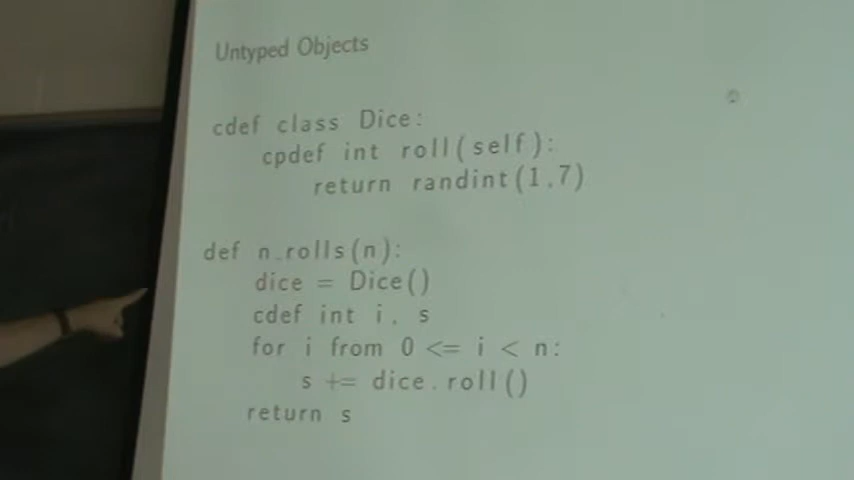 Untyped Objects
cdef class Dice:
cpdef int roll(self):
return randint(1,7)
def n_rolls(n):
dice = Dice()
cdef int i, s
for i from 0 <= i < n:
s += dice.roll()
return s